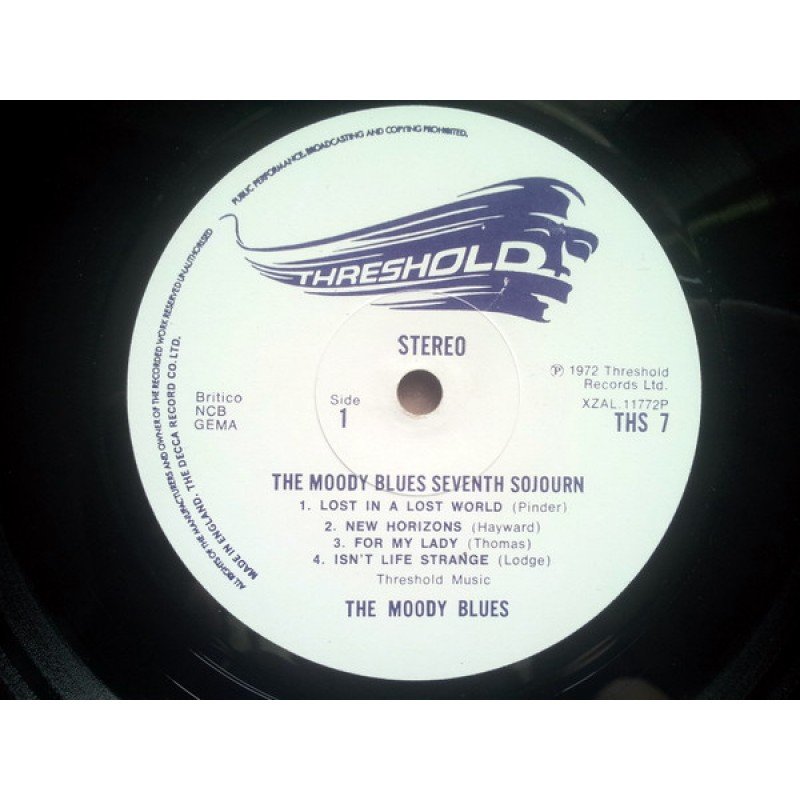 PUBLIC PERFORMANCE, BROADCASTING AND COPYING PROHIBITED.
ALL RIGHTS OF THE MANUFACTURERS AND OWNER OF THE RECORDED WORK RESERVED UNAUTHORISED
MADE IN ENGLAND. THE DECCA RECORD CO. LTD.
THRESHOLD
STEREO
Britico
NCB
GEMA
Side
1
℗ 1972 Threshold
Records Ltd.
XZAL.11772P
THS 7
THE MOODY BLUES SEVENTH SOJOURN
1. LOST IN A LOST WORLD (Pinder)
2. NEW HORIZONS (Hayward)
3. FOR MY LADY (Thomas)
4. ISN'T LIFE STRANGE (Lodge)
Threshold Music
THE MOODY BLUES